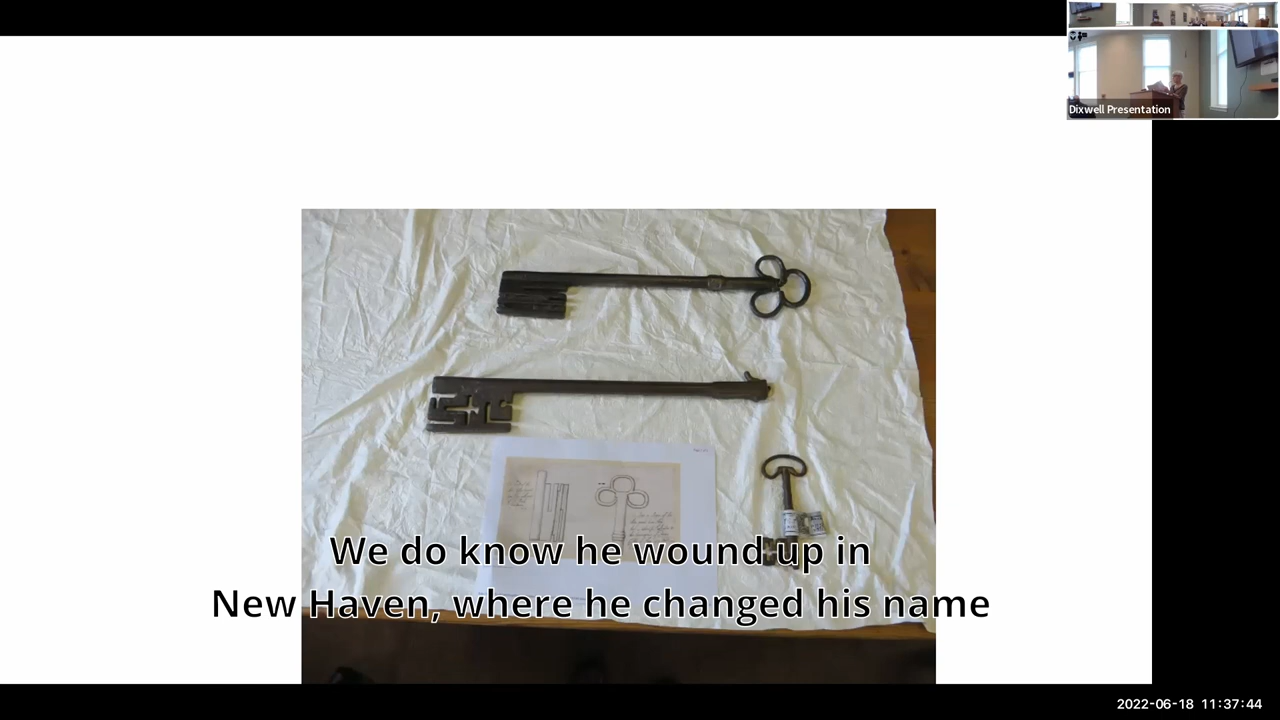 Dixwell Presentation
We do know he wound up in
New Haven, where he changed his name
2022-06-18 11:37:44